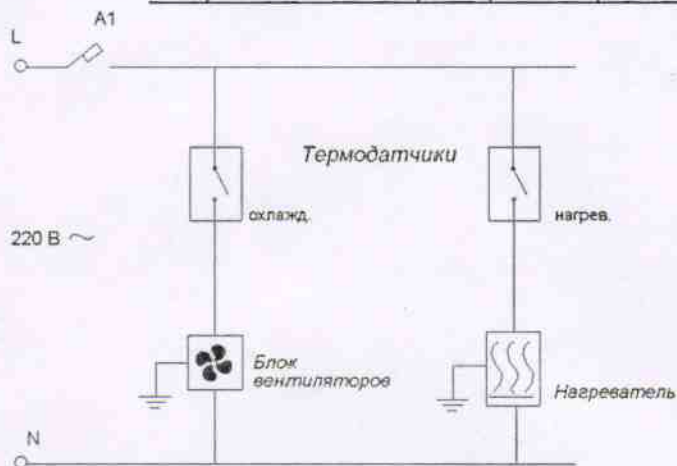 A1
L
Термодатчики
охлажд.
нагрев.
220 В ~
Блок
вентиляторов
Нагреватель
N